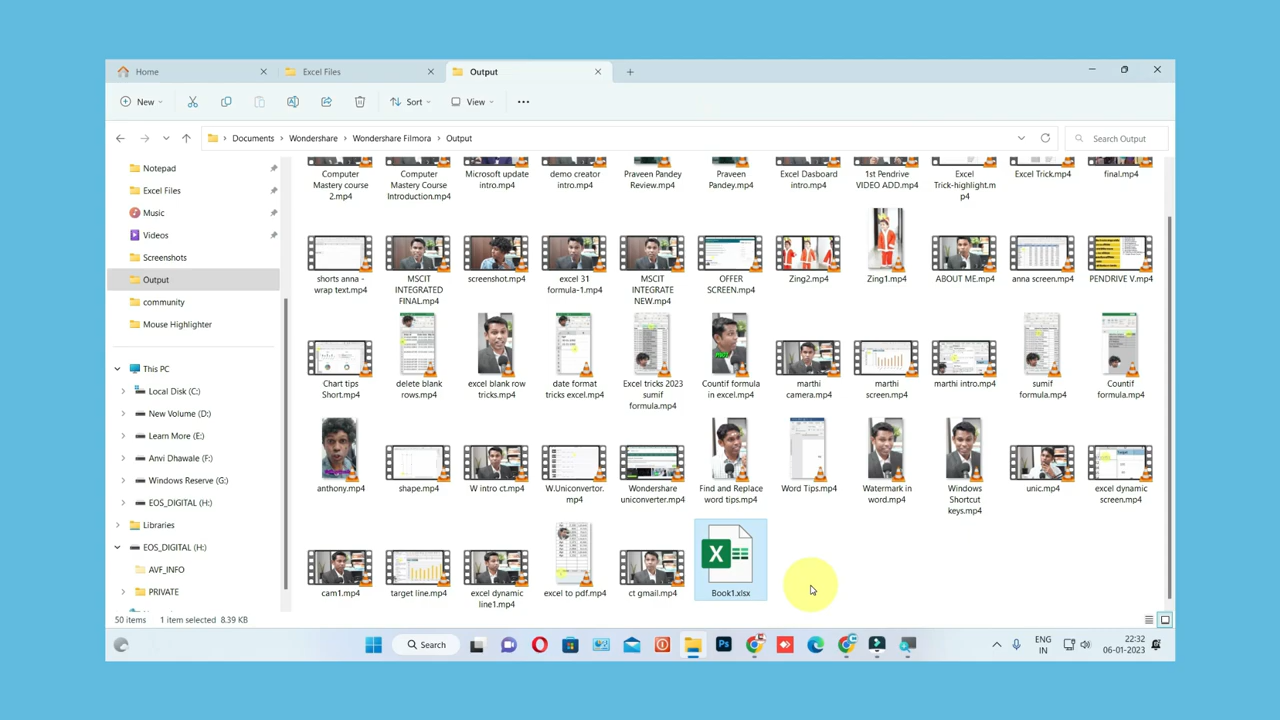 Home
Excel Files
Output
New
Sort
View
Documents
Wondershare
Wondershare Filmora
Output
Search Output
Notepad
Excel Files
Music
Videos
Screenshots
Output
community
Mouse Highlighter
This PC
Local Disk (C:)
New Volume (D:)
Learn More (E:)
Anvi Dhawale (F:)
Windows Reserve (G:)
EOS_DIGITAL (H:)
Libraries
EOS_DIGITAL (H:)
AVF_INFO
PRIVATE
Computer
Mastery course
2.mp4
Computer
Mastery Course
Introduction.mp4
Microsoft update
intro.mp4
demo creator
intro.mp4
Praveen Pandey
Review.mp4
Praveen
Pandey.mp4
Excel Dasboard
intro.mp4
1st Pendrive
VIDEO ADD.mp4
Excel
Trick-highlight.m
p4
Excel Trick.mp4
final.mp4
shorts anna -
wrap text.mp4
MSCIT
INTEGRATED
FINAL.mp4
screenshot.mp4
excel 31
formula-1.mp4
MSCIT
INTEGRATE
NEW.mp4
OFFER
SCREEN.mp4
Zing2.mp4
Zing1.mp4
ABOUT ME.mp4
anna screen.mp4
PENDRIVE V.mp4
Chart tips
Short.mp4
delete blank
rows.mp4
excel blank row
tricks.mp4
date format
tricks excel.mp4
Excel tricks 2023
sumif
formula.mp4
Countif formula
in excel.mp4
marthi
camera.mp4
marthi
screen.mp4
marthi intro.mp4
sumif
formula.mp4
Countif
formula.mp4
anthony.mp4
shape.mp4
W intro ct.mp4
W.Uniconvertor.
mp4
Wondershare
uniconverter.mp4
Find and Replace
word tips.mp4
Word Tips.mp4
Watermark in
word.mp4
Windows
Shortcut
keys.mp4
unic.mp4
excel dynamic
screen.mp4
cam1.mp4
target line.mp4
excel dynamic
line1.mp4
excel to pdf.mp4
ct gmail.mp4
Book1.xlsx
50 items
1 item selected 8.39 KB
Search
ENG
IN
22:32
06-01-2023